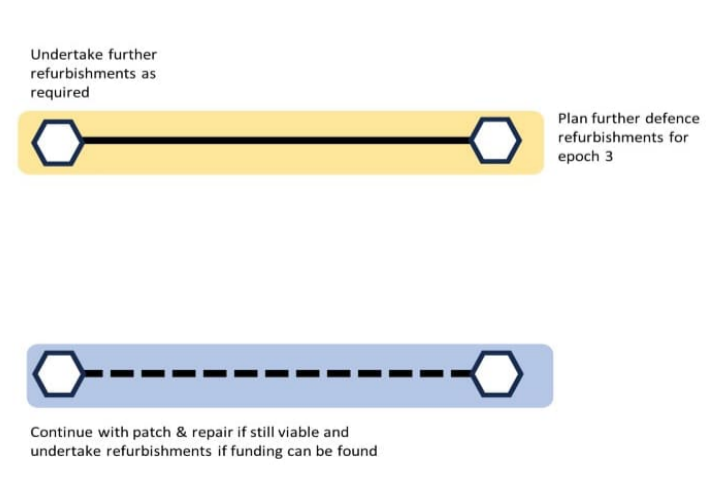 Undertake further
refurbishments as
required
Plan further defence
refurbishments for
epoch 3
Continue with patch & repair if still viable and
undertake refurbishments if funding can be found